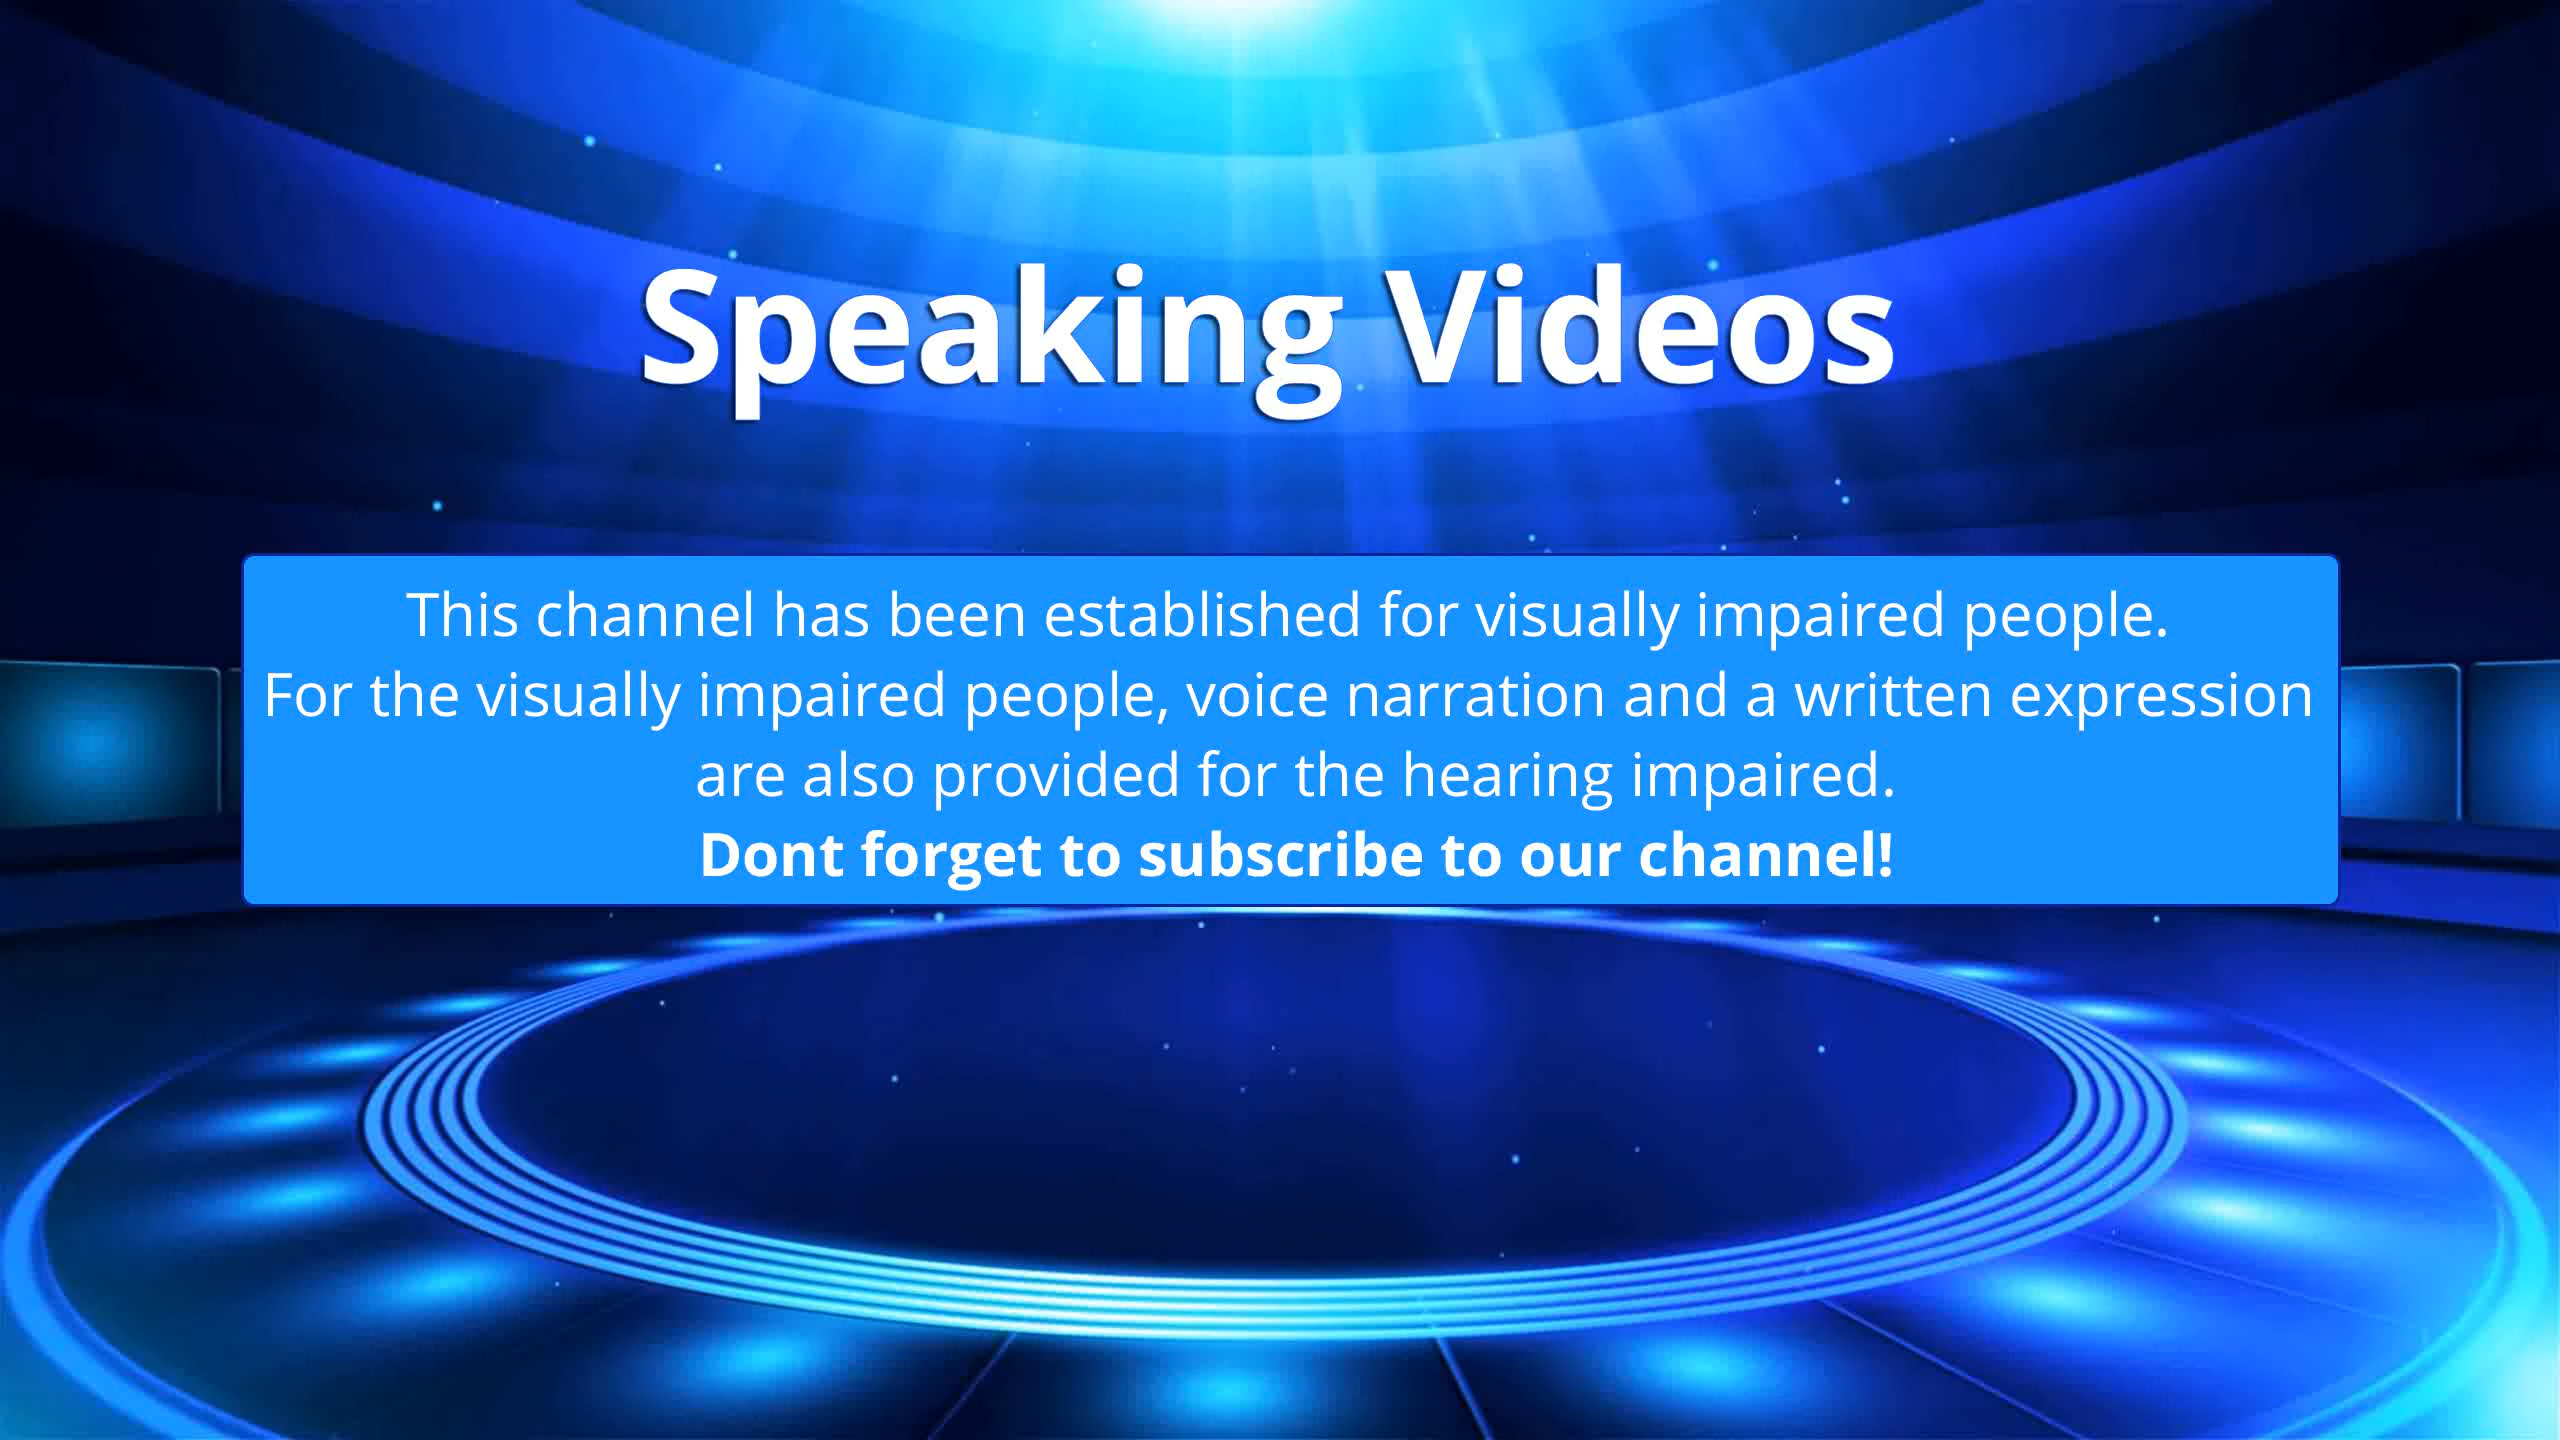 Speaking Videos
This channel has been established for visually impaired people.
For the visually impaired people, voice narration and a written expression
are also provided for the hearing impaired.
Dont forget to subscribe to our channel!